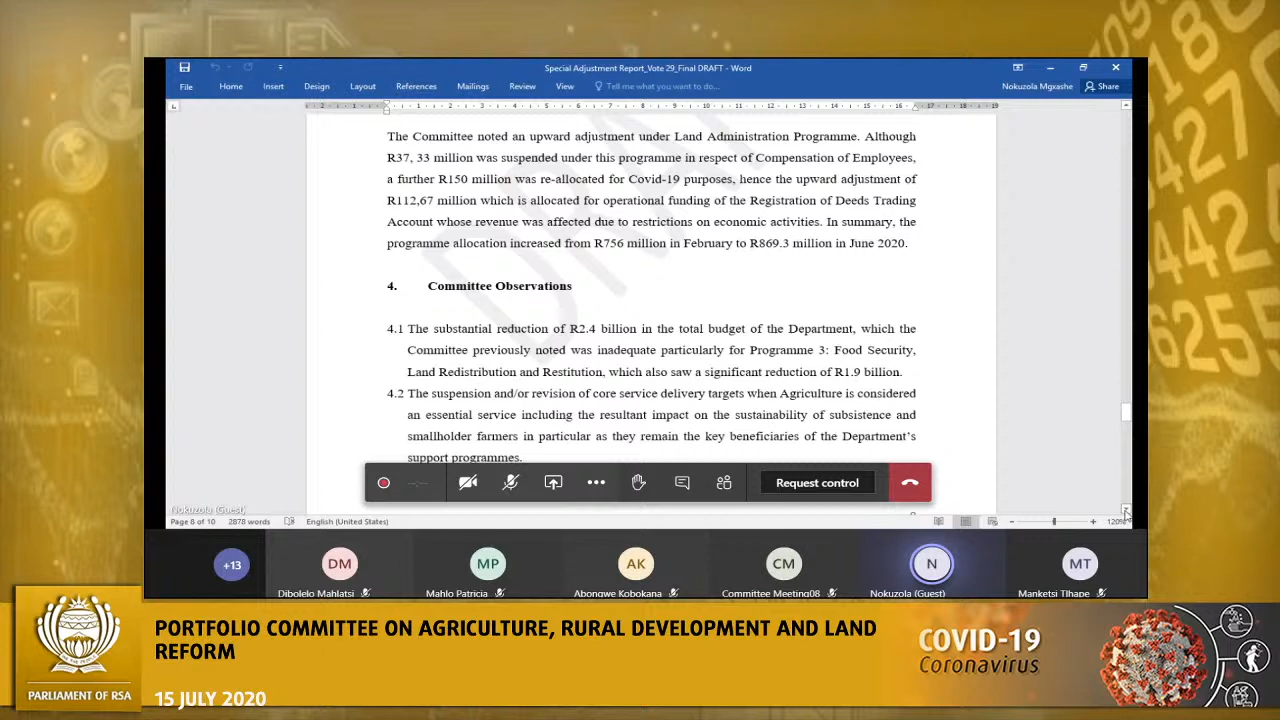 Special Adjustment Report_Vote 29_Final DRAFT - Word
File Home Insert Design Layout References Mailings Review View Tell me what you want to do... Nokuzola Mgxashe Share
The Committee noted an upward adjustment under Land Administration Programme. Although
R37, 33 million was suspended under this programme in respect of Compensation of Employees,
a further R150 million was re-allocated for Covid-19 purposes, hence the upward adjustment of
R112,67 million which is allocated for operational funding of the Registration of Deeds Trading
Account whose revenue was affected due to restrictions on economic activities. In summary, the
programme allocation increased from R756 million in February to R869.3 million in June 2020.
DRAFT
4. Committee Observations
4.1 The substantial reduction of R2.4 billion in the total budget of the Department, which the
Committee previously noted was inadequate particularly for Programme 3: Food Security,
Land Redistribution and Restitution, which also saw a significant reduction of R1.9 billion.
4.2 The suspension and/or revision of core service delivery targets when Agriculture is considered
an essential service including the resultant impact on the sustainability of subsistence and
smallholder farmers in particular as they remain the key beneficiaries of the Department's
support programmes.
Request control
Nokuzola (Guest)
Page 8 of 10 2878 words English (United States) 120%
+13 DM MP AK CM N MT
Dibolelo Mahlatsi Mahlo Patricia Abongwe Kobokana Committee Meeting08 Nokuzola (Guest) Manketsi Tlhape
PORTFOLIO COMMITTEE ON AGRICULTURE, RURAL DEVELOPMENT AND LAND
REFORM
15 JULY 2020
PARLIAMENT OF RSA
COVID-19
Coronavirus